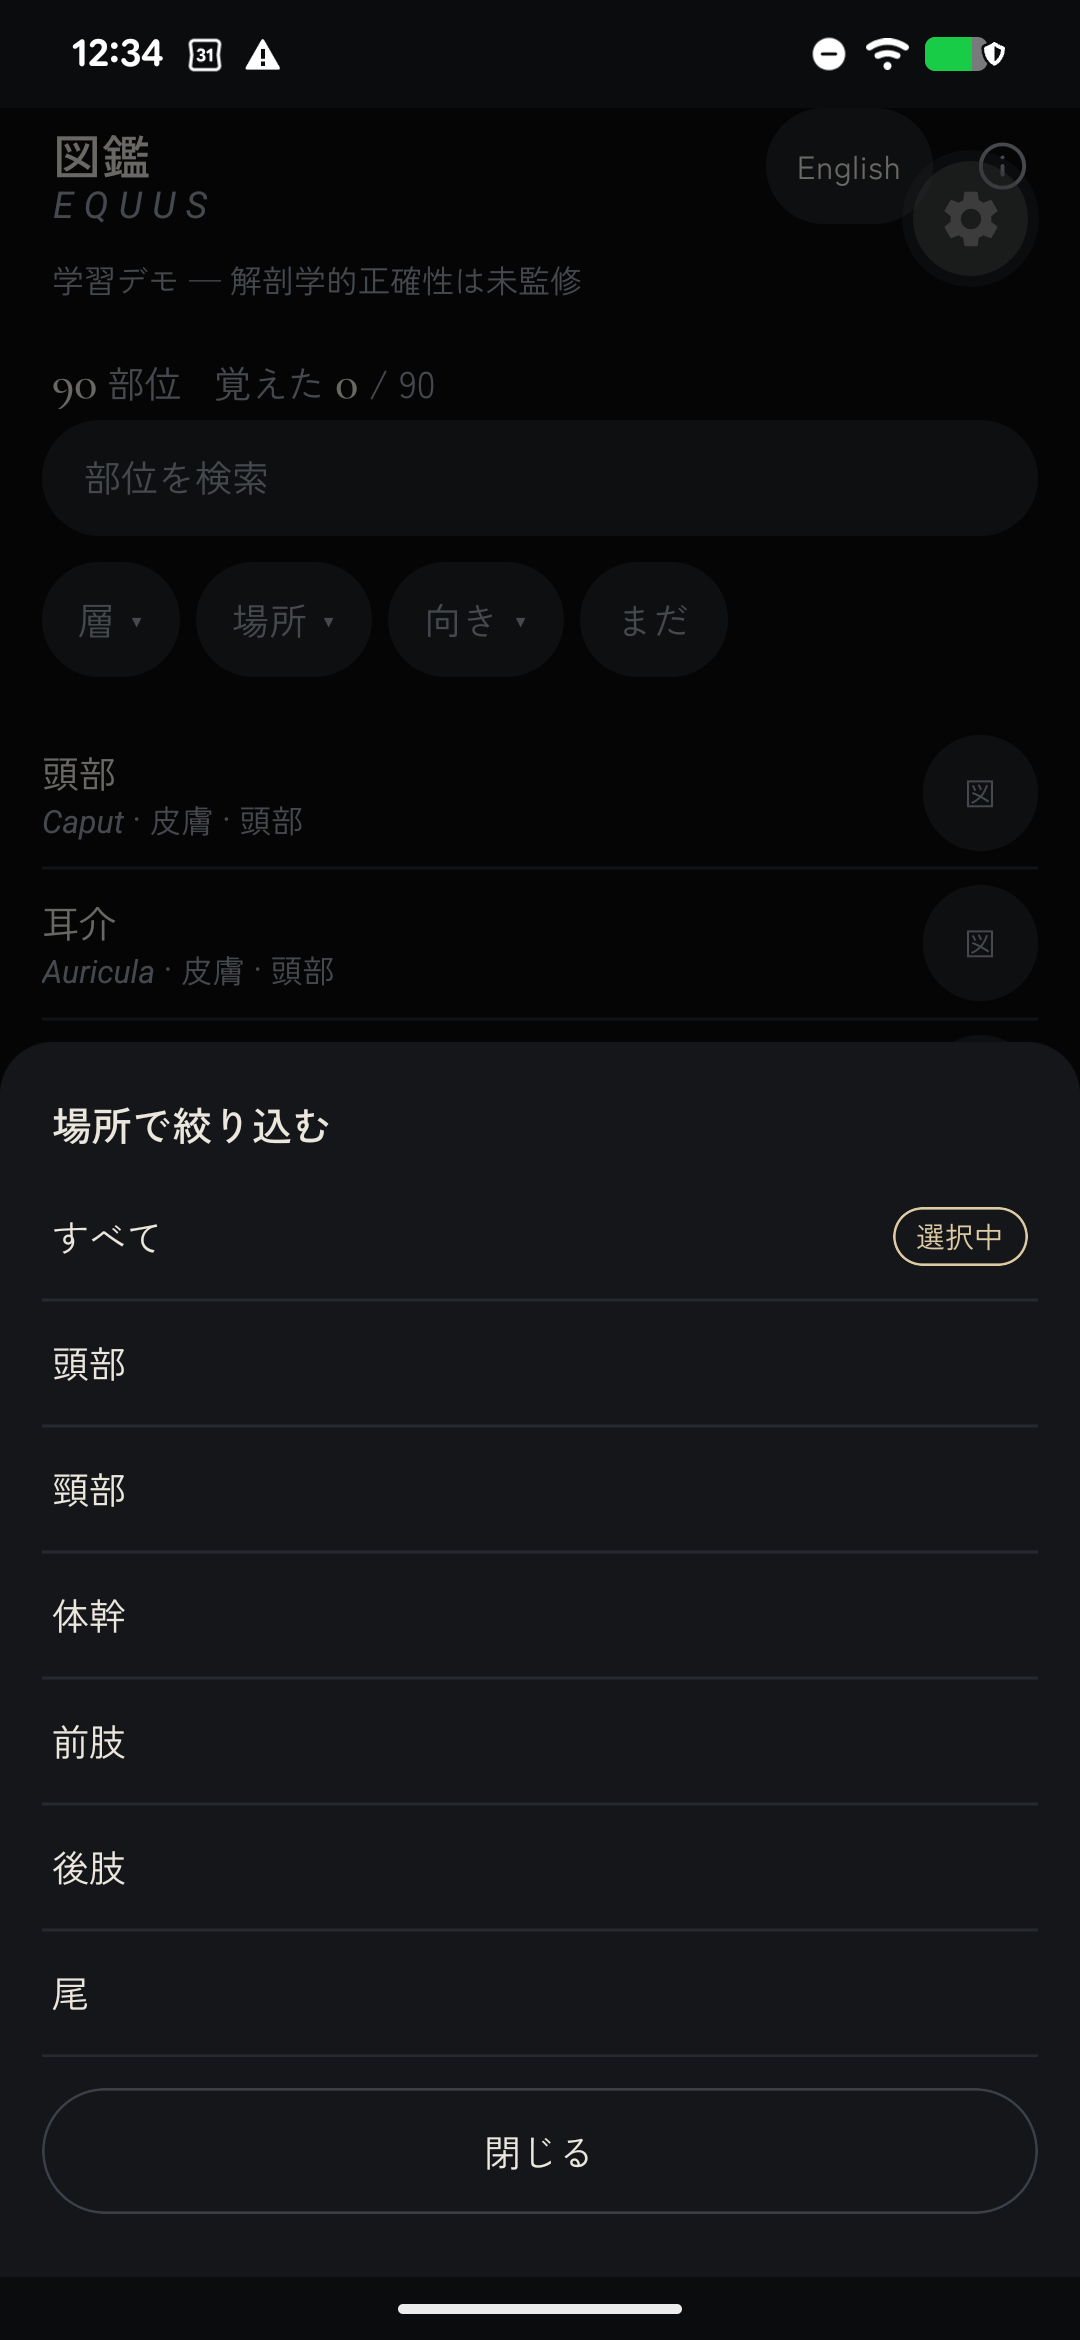 12:34 31
図鑑
English
EQUUS
学習デモ — 解剖学的正確性は未監修
90 部位 覚えた 0 / 90
部位を検索
層 ▾ 場所 ▾ 向き ▾ まだ
頭部
Caput · 皮膚 · 頭部
図
耳介
Auricula · 皮膚 · 頭部
図
場所で絞り込む
すべて 選択中
頭部
頸部
体幹
前肢
後肢
尾
閉じる